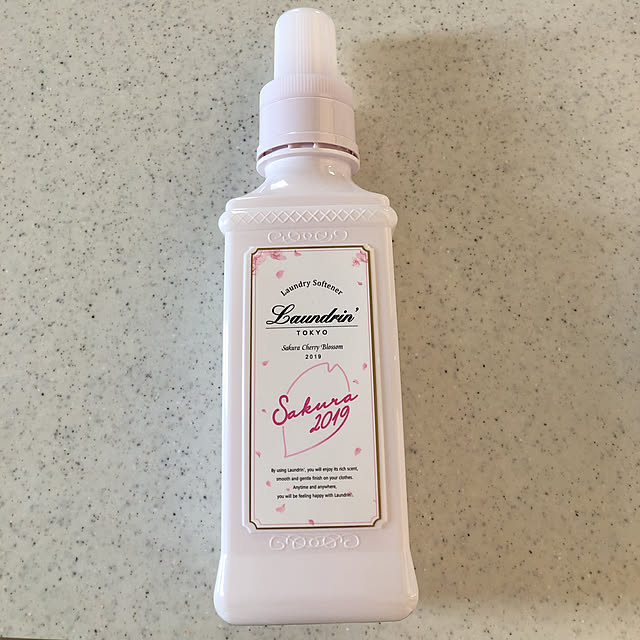 Laundry Softener
Laundrin'
TOKYO
Sakura Cherry Blossom
2019
Sakura
2019
By using Laundrin', you will enjoy its rich scent,
smooth and gentle finish on your clothes.
Anytime and anywhere,
you will be feeling happy with Laundrin'.